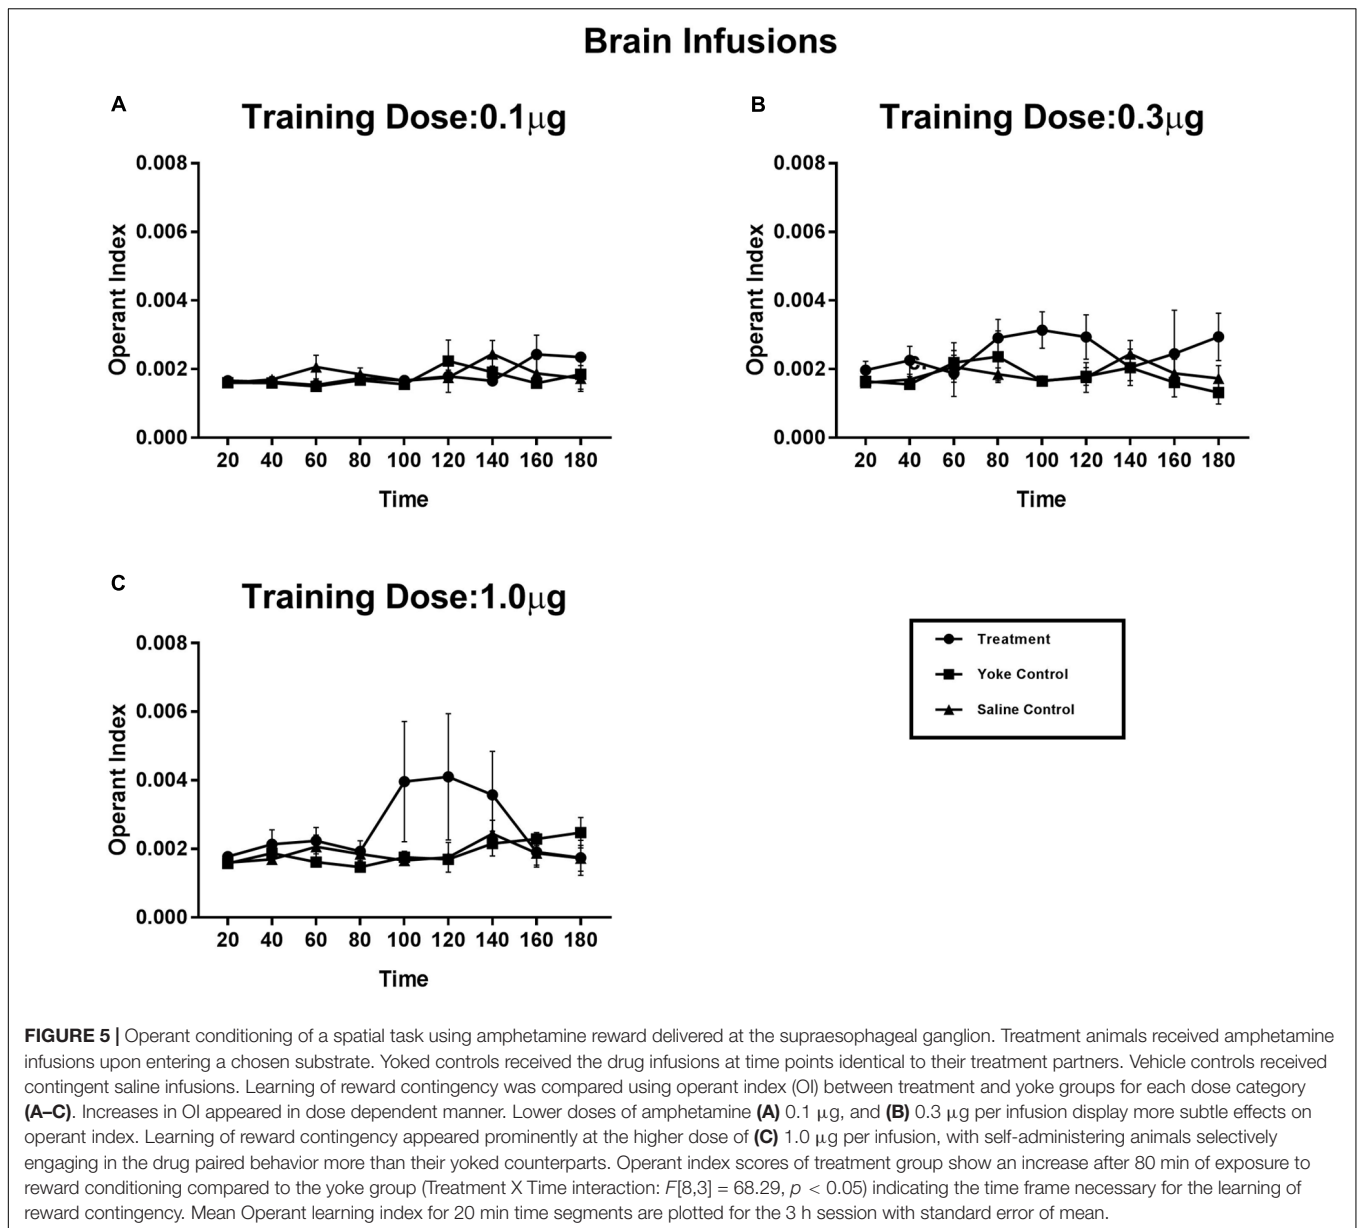 Brain Infusions
A
Training Dose:0.1μg
0.008
0.006
0.004
0.002
0.000
Operant Index
20 40 60 80 100 120 140 160 180
Time
B
Training Dose:0.3μg
0.008
0.006
0.004
0.002
0.000
Operant Index
C.
20 40 60 80 100 120 140 160 180
Time
C
Training Dose:1.0μg
0.008
0.006
0.004
0.002
0.000
Operant Index
20 40 60 80 100 120 140 160 180
Time
Treatment
Yoke Control
Saline Control
FIGURE 5 | Operant conditioning of a spatial task using amphetamine reward delivered at the supraesophageal ganglion. Treatment animals received amphetamine
infusions upon entering a chosen substrate. Yoked controls received the drug infusions at time points identical to their treatment partners. Vehicle controls received
contingent saline infusions. Learning of reward contingency was compared using operant index (OI) between treatment and yoke groups for each dose category
(A–C). Increases in OI appeared in dose dependent manner. Lower doses of amphetamine (A) 0.1 μg, and (B) 0.3 μg per infusion display more subtle effects on
operant index. Learning of reward contingency appeared prominently at the higher dose of (C) 1.0 μg per infusion, with self-administering animals selectively
engaging in the drug paired behavior more than their yoked counterparts. Operant index scores of treatment group show an increase after 80 min of exposure to
reward conditioning compared to the yoke group (Treatment X Time interaction: F[8,3] = 68.29, p < 0.05) indicating the time frame necessary for the learning of
reward contingency. Mean Operant learning index for 20 min time segments are plotted for the 3 h session with standard error of mean.